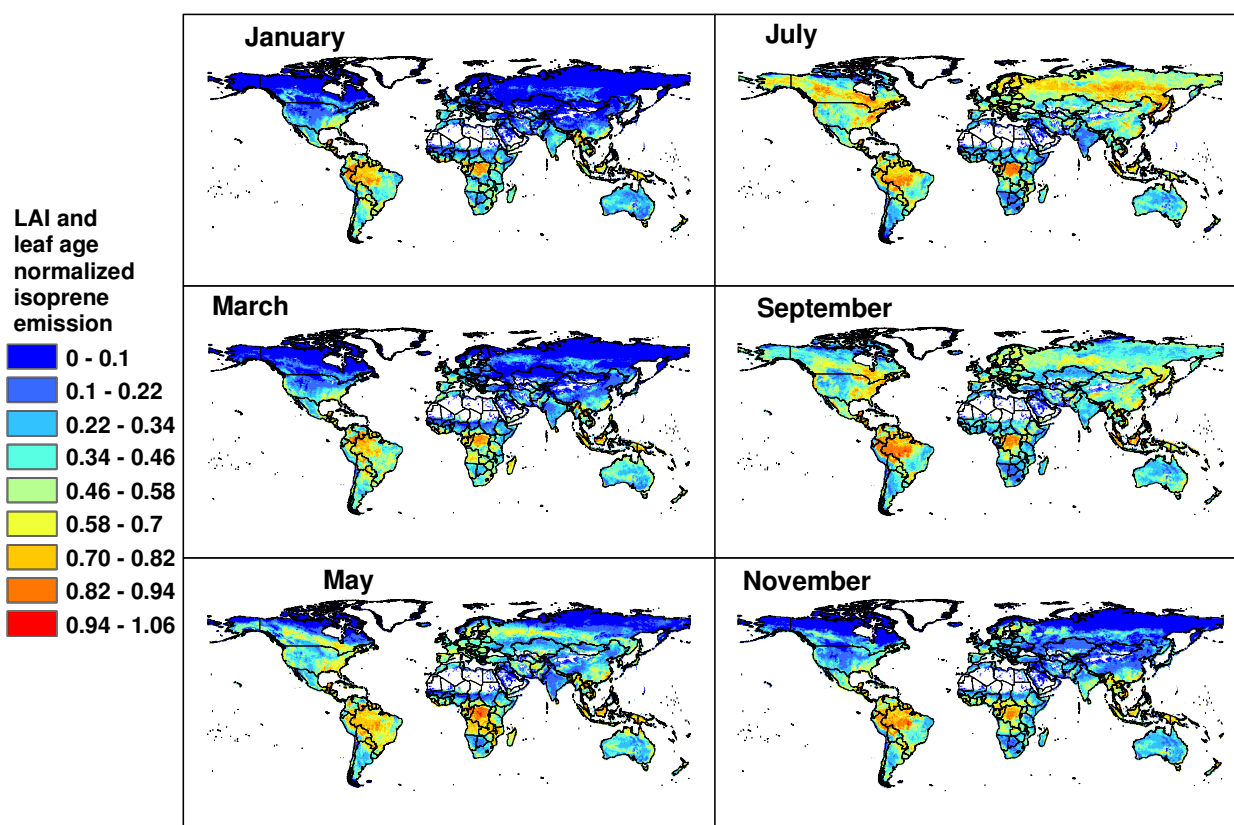 January
July
March
September
May
November
LAI and
leaf age
normalized
isoprene
emission
0 - 0.1
0.1 - 0.22
0.22 - 0.34
0.34 - 0.46
0.46 - 0.58
0.58 - 0.7
0.70 - 0.82
0.82 - 0.94
0.94 - 1.06